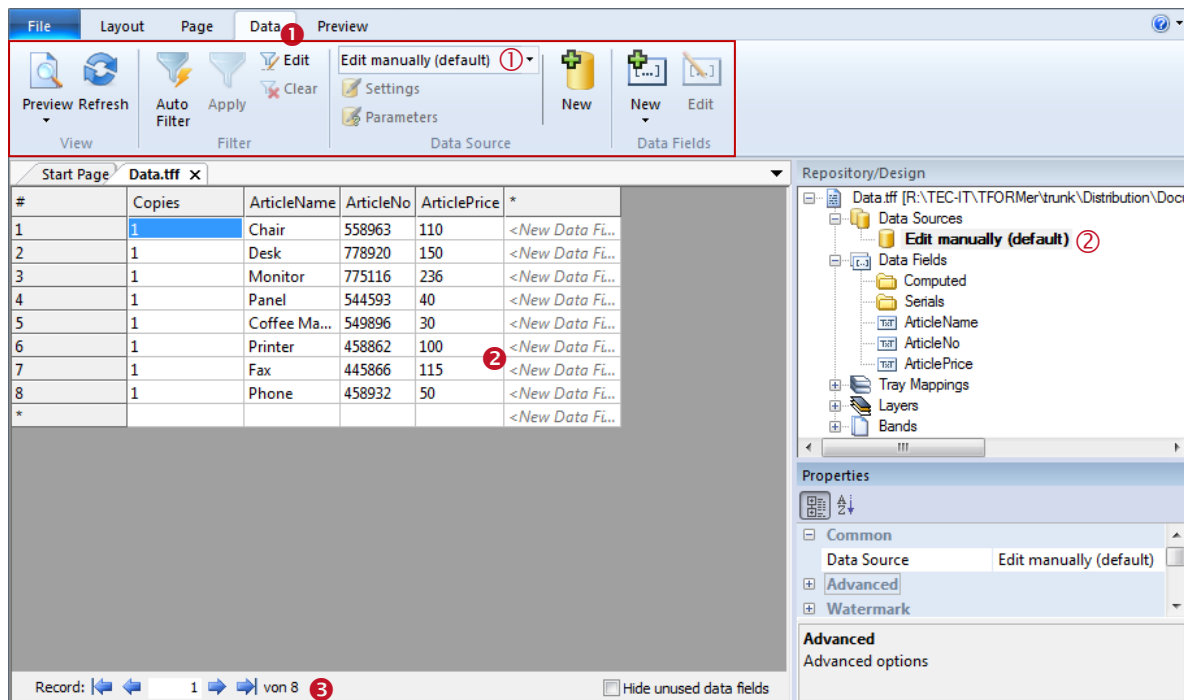 File Layout Page Data Preview
❶
Edit Edit manually (default) ①
Clear Settings
Preview Refresh Auto Filter Apply Parameters New New Edit
View Filter Data Source Data Fields
[...] [...]
Start Page Data.tff X
# Copies ArticleName ArticleNo ArticlePrice *
1 1 Chair 558963 110 <New Data Fi...
2 1 Desk 778920 150 <New Data Fi...
3 1 Monitor 775116 236 <New Data Fi...
4 1 Panel 544593 40 <New Data Fi...
5 1 Coffee Ma... 549896 30 <New Data Fi...
6 1 Printer 458862 100 <New Data Fi...
❷
7 1 Fax 445866 115 <New Data Fi...
8 1 Phone 458932 50 <New Data Fi...
* <New Data Fi...
Record: 1 von 8 ❸
Hide unused data fields
Repository/Design
Data.tff [R:\TEC-IT\TFORMer\trunk\Distribution\Docu
Data Sources
Edit manually (default) ②
Data Fields
Computed
Serials
TXT ArticleName
TXT ArticleNo
TXT ArticlePrice
Tray Mappings
Layers
Bands
Properties
A Z
Common
Data Source Edit manually (default)
Advanced
Watermark
Advanced
Advanced options